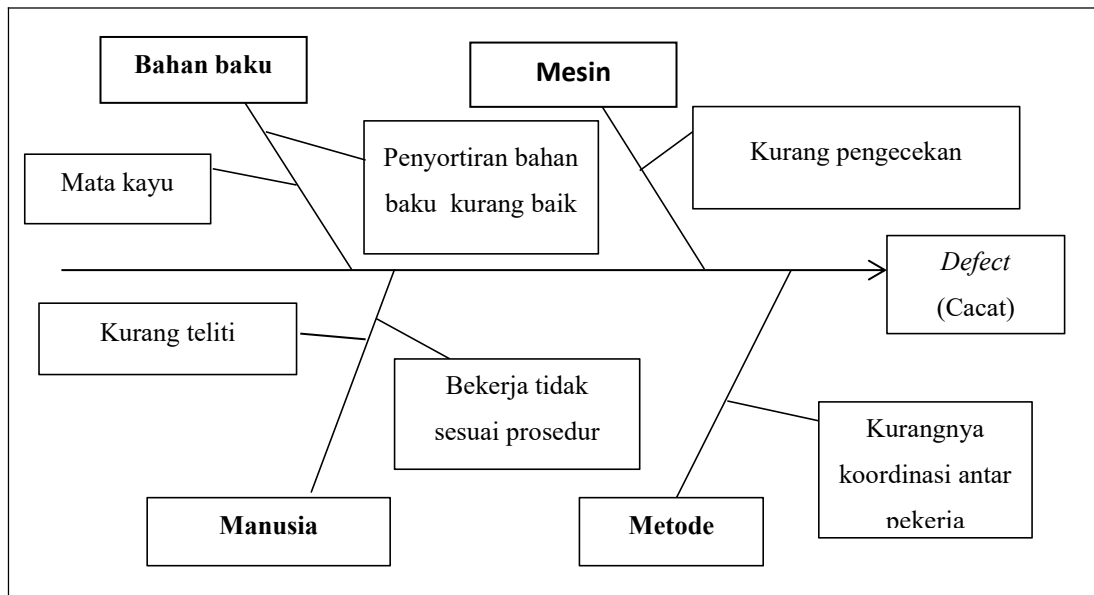 Bahan baku
Mesin
Penyortiran bahan
baku kurang baik
Kurang pengecekan
Mata kayu
Defect
(Cacat)
Kurang teliti
Bekerja tidak
sesuai prosedur
Kurangnya
koordinasi antar
pekerja
Manusia
Metode